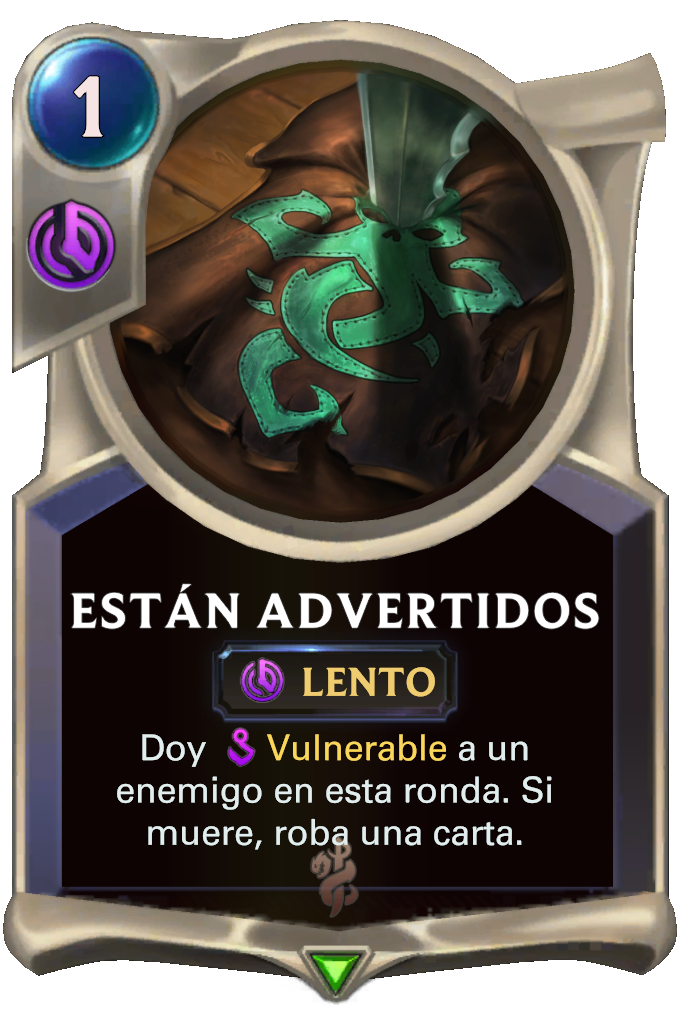 1
ESTÁN ADVERTIDOS
LENTO
Doy Vulnerable a un
enemigo en esta ronda. Si
muere, roba una carta.